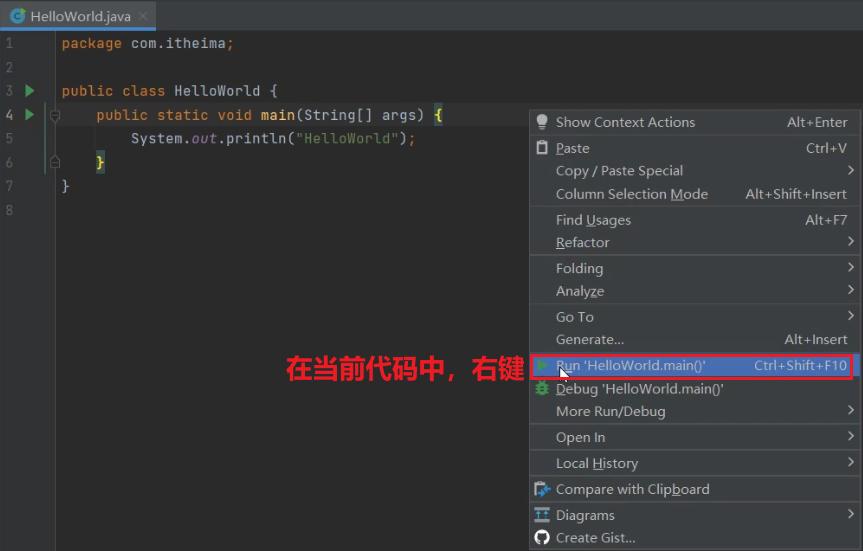 HelloWorld.java
1 package com.itheima;
2
3 public class HelloWorld {
4 public static void main(String[] args) {
5 System.out.println("HelloWorld");
6 }
7 }
8
Show Context Actions Alt+Enter
Paste Ctrl+V
Copy / Paste Special
Column Selection Mode Alt+Shift+Insert
Find Usages Alt+F7
Refactor
Folding
Analyze
Go To
Generate... Alt+Insert
在当前代码中，右键
Run 'HelloWorld.main()' Ctrl+Shift+F10
Debug 'HelloWorld.main()'
More Run/Debug
Open In
Local History
Compare with Clipboard
Diagrams
Create Gist...